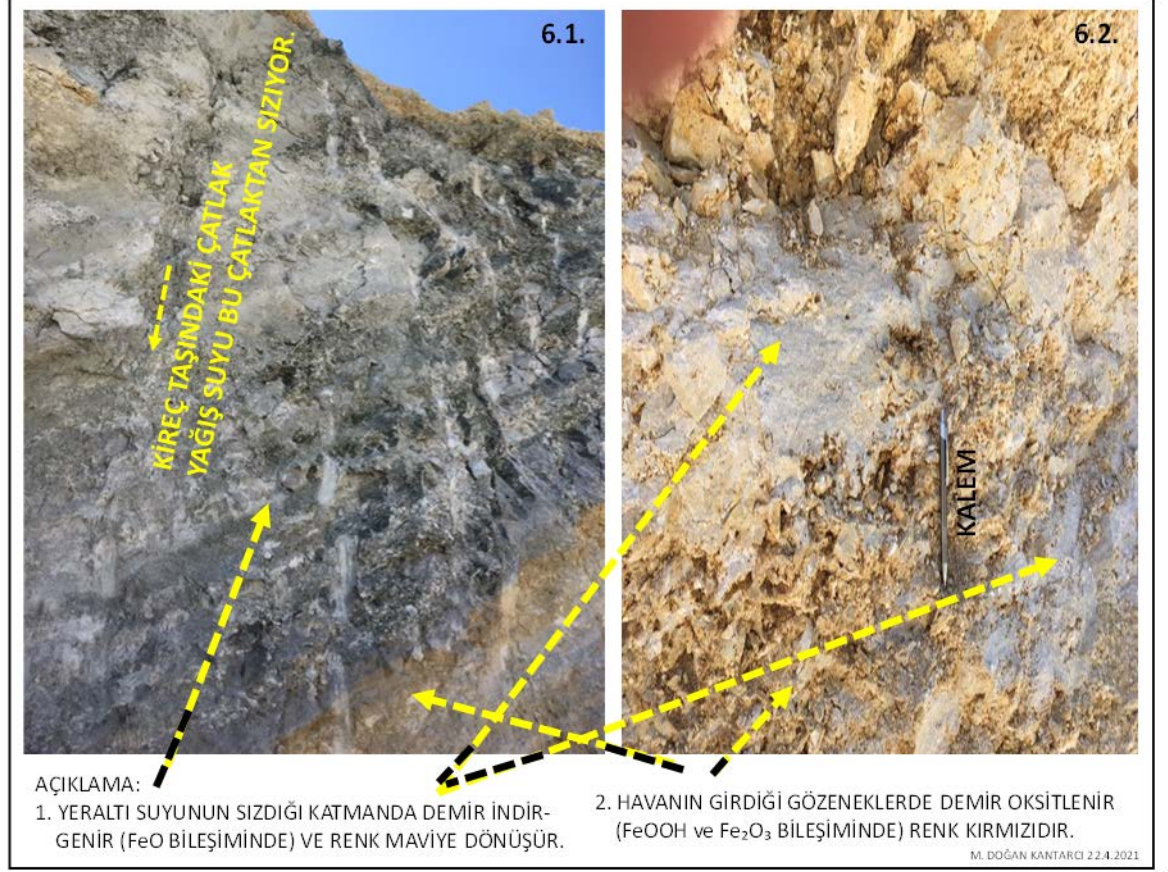 6.1.
KİREÇ TAŞINDAKİ ÇATLAK
YAĞIŞ SUYU BU ÇATLAKTAN SIZIYOR.
6.2.
KALEM
AÇIKLAMA:
1. YERALTI SUYUNUN SIZDIĞI KATMANDA DEMİR İNDİR-
GENİR (FeO BİLEŞİMİNDE) VE RENK MAVİYE DÖNÜŞÜR.
2. HAVANIN GİRDİĞİ GÖZENEKLERDE DEMİR OKSİTLENİR
(FeOOH ve Fe₂O₃ BİLEŞİMİNDE) RENK KIRMIZIDIR.
M. DOĞAN KANTARCI 22.4.2021